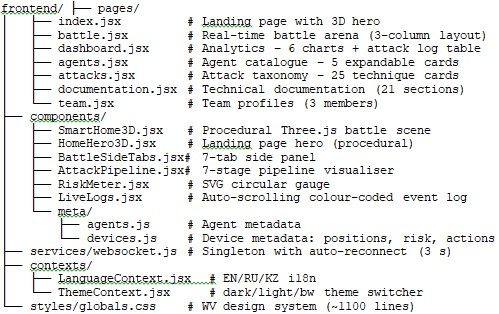 frontend/ ├── pages/
│   ├── index.jsx          # Landing page with 3D hero
│   ├── battle.jsx         # Real-time battle arena (3-column layout)
│   ├── dashboard.jsx      # Analytics - 6 charts + attack log table
│   ├── agents.jsx         # Agent catalogue - 5 expandable cards
│   ├── attacks.jsx        # Attack taxonomy - 25 technique cards
│   ├── documentation.jsx  # Technical documentation (21 sections)
│   └── team.jsx           # Team profiles (3 members)
├── components/
│   ├── SmartHome3D.jsx    # Procedural Three.js battle scene
│   ├── HomeHero3D.jsx     # Landing page hero (procedural)
│   ├── BattleSideTabs.jsx# 7-tab side panel
│   ├── AttackPipeline.jsx# 7-stage pipeline visualiser
│   ├── RiskMeter.jsx      # SVG circular gauge
│   ├── LiveLogs.jsx       # Auto-scrolling colour-coded event log
│   └── meta/
│       ├── agents.js      # Agent metadata
│       └── devices.js     # Device metadata: positions, risk, actions
├── services/websocket.js # Singleton with auto-reconnect (3 s)
├── contexts/
│   ├── LanguageContext.jsx  # EN/RU/KZ i18n
│   └── ThemeContext.jsx     # dark/light/bw theme switcher
└── styles/globals.css     # WV design system (~1100 lines)